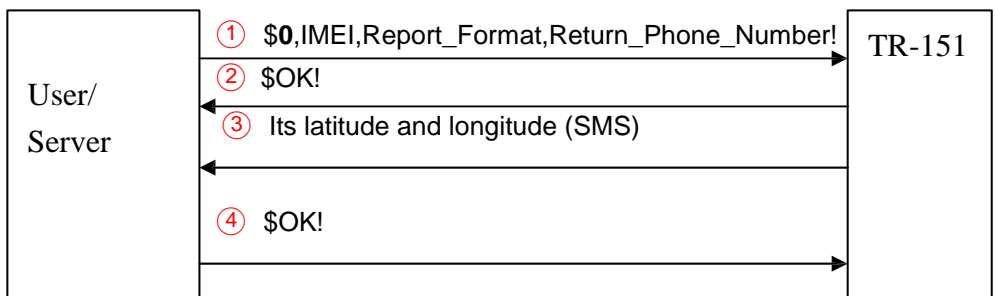 ① $0,IMEI,Report_Format,Return_Phone_Number!
TR-151
② $OK!
User/
Server
③ Its latitude and longitude (SMS)
④ $OK!